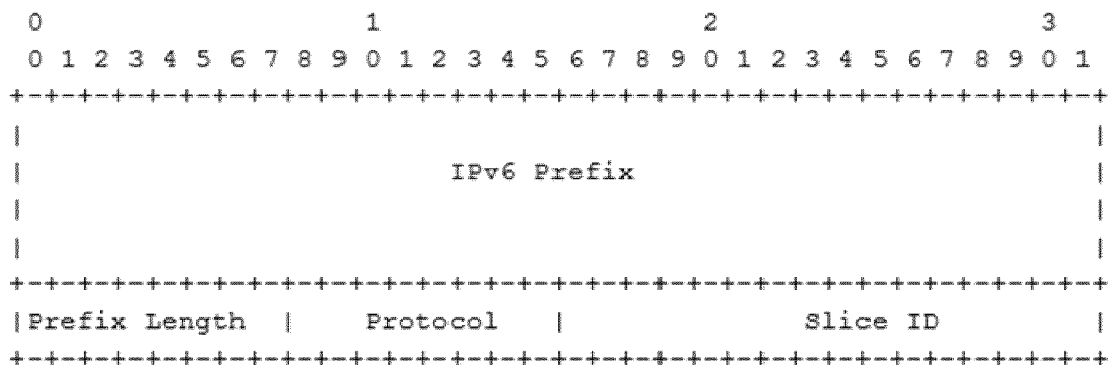 0                   1                   2                   3
0 1 2 3 4 5 6 7 8 9 0 1 2 3 4 5 6 7 8 9 0 1 2 3 4 5 6 7 8 9 0 1
+-+-+-+-+-+-+-+-+-+-+-+-+-+-+-+-+-+-+-+-+-+-+-+-+-+-+-+-+-+-+-+-+
|                                                               |
|                         IPv6 Prefix                           |
|                                                               |
|                                                               |
+-+-+-+-+-+-+-+-+-+-+-+-+-+-+-+-+-+-+-+-+-+-+-+-+-+-+-+-+-+-+-+-+
|Prefix Length  |    Protocol   |              Slice ID         |
+-+-+-+-+-+-+-+-+-+-+-+-+-+-+-+-+-+-+-+-+-+-+-+-+-+-+-+-+-+-+-+-+